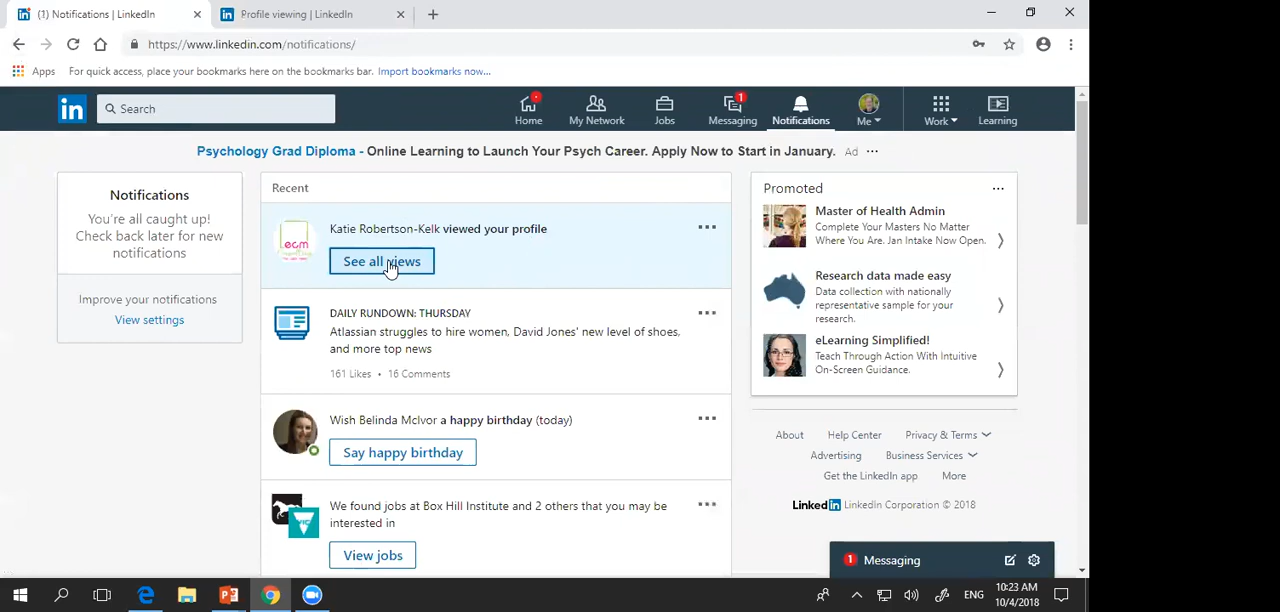 (1) Notifications | LinkedIn
Profile viewing | LinkedIn
https://www.linkedin.com/notifications/
Apps
For quick access, place your bookmarks here on the bookmarks bar. Import bookmarks now...
in
Search
Home
My Network
Jobs
1
Messaging
Notifications
Me
Work
Learning
Psychology Grad Diploma - Online Learning to Launch Your Psych Career. Apply Now to Start in January. Ad ...
Notifications
You're all caught up!
Check back later for new
notifications
Improve your notifications
View settings
Recent
ecm
Katie Robertson-Kelk viewed your profile
See all views
DAILY RUNDOWN: THURSDAY
Atlassian struggles to hire women, David Jones' new level of shoes,
and more top news
161 Likes • 16 Comments
Wish Belinda McIvor a happy birthday (today)
Say happy birthday
We found jobs at Box Hill Institute and 2 others that you may be
interested in
View jobs
Promoted
Master of Health Admin
Complete Your Masters No Matter
Where You Are. Jan Intake Now Open.
Research data made easy
Data collection with nationally
representative sample for your
research.
eLearning Simplified!
Teach Through Action With Intuitive
On-Screen Guidance.
About Help Center Privacy & Terms
Advertising Business Services
Get the LinkedIn app More
LinkedIn LinkedIn Corporation © 2018
1 Messaging
ENG
10:23 AM
10/4/2018